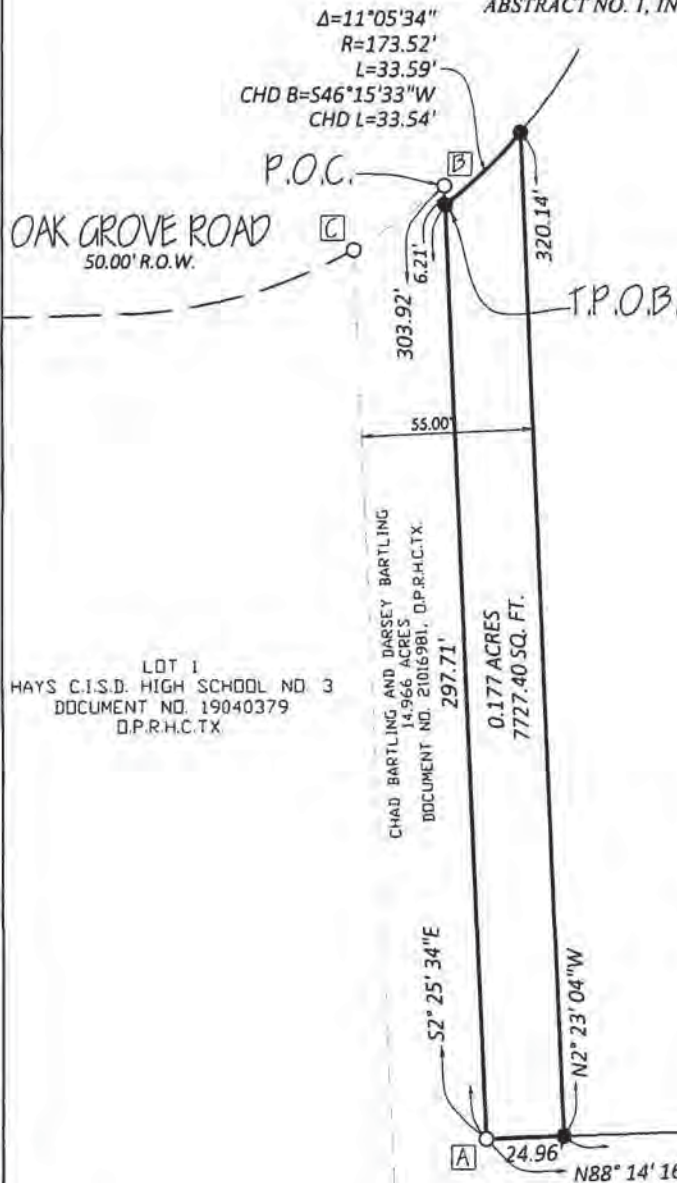 ABSTRACT NO. 1, IN
Δ=11°05'34"
R=173.52'
L=33.59'
CHD B=S46°15'33"W
CHD L=33.54'
P.O.C.
B
OAK GROVE ROAD
50.00' R.O.W.
C
303.92'
6.21'
320.14'
T.P.O.B.
55.00'
CHAD BARTLING AND DARSEY BARTLING
14.966 ACRES
DOCUMENT NO. 21016981, O.P.R.H.C.TX.
297.71'
0.177 ACRES
7727.40 SQ. FT.
LOT 1
HAYS C.I.S.D. HIGH SCHOOL NO. 3
DOCUMENT NO. 19040379
O.P.R.H.C.TX
S2° 25' 34"E
N2° 23' 04"W
A
24.96'
N88° 14' 16